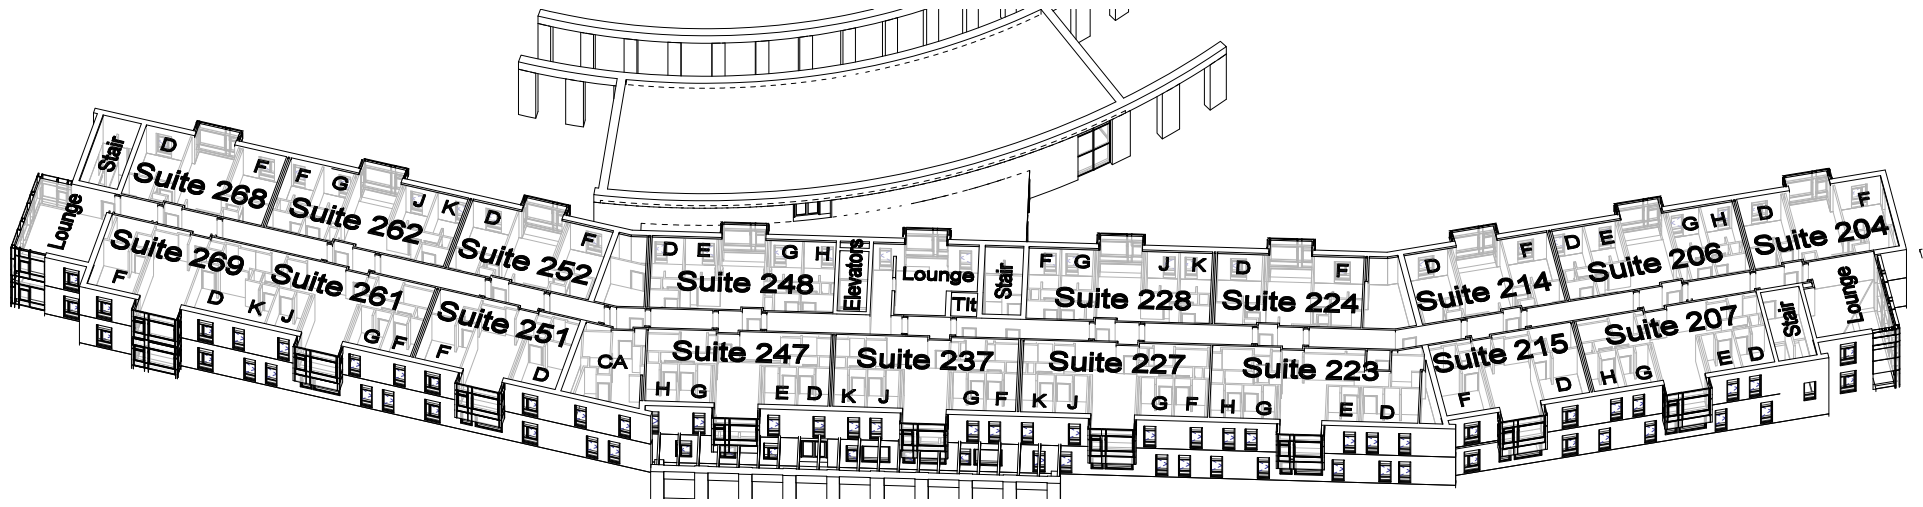 Stair
D
F
Suite 268
F
G
J
K
Suite 262
D
F
Suite 252
D
E
G
H
Suite 248
Elevators
Lounge
Tlt
Stair
F
G
J
K
Suite 228
D
F
Suite 224
D
F
Suite 214
D
E
G
H
Suite 206
D
F
Suite 204
Lounge
Suite 269
F
D
Suite 261
K
J
G
F
Suite 251
F
D
CA
Suite 247
H
G
E
D
Suite 237
K
J
G
F
Suite 227
K
J
G
F
Suite 223
H
G
E
D
Suite 215
F
D
Suite 207
H
G
E
D
Stair
Lounge